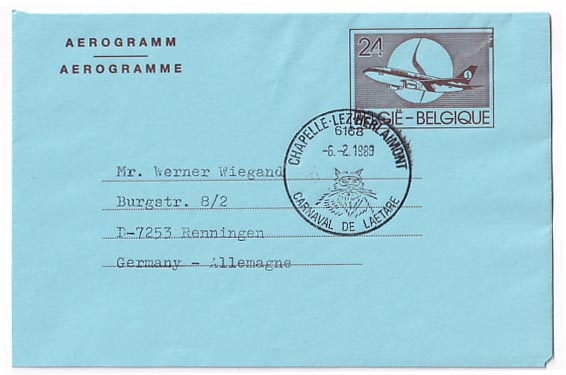 AEROGRAMM
AEROGRAMME
24
BELGIË-BELGIQUE
CHAPELLE-LEZ-HERLAIMONT
6168
-6.-2.1989
CARNAVAL DE LAETARE
Mr. Werner Wiegand
Burgstr. 8/2
D-7253 Renningen
Germany - Allemagne